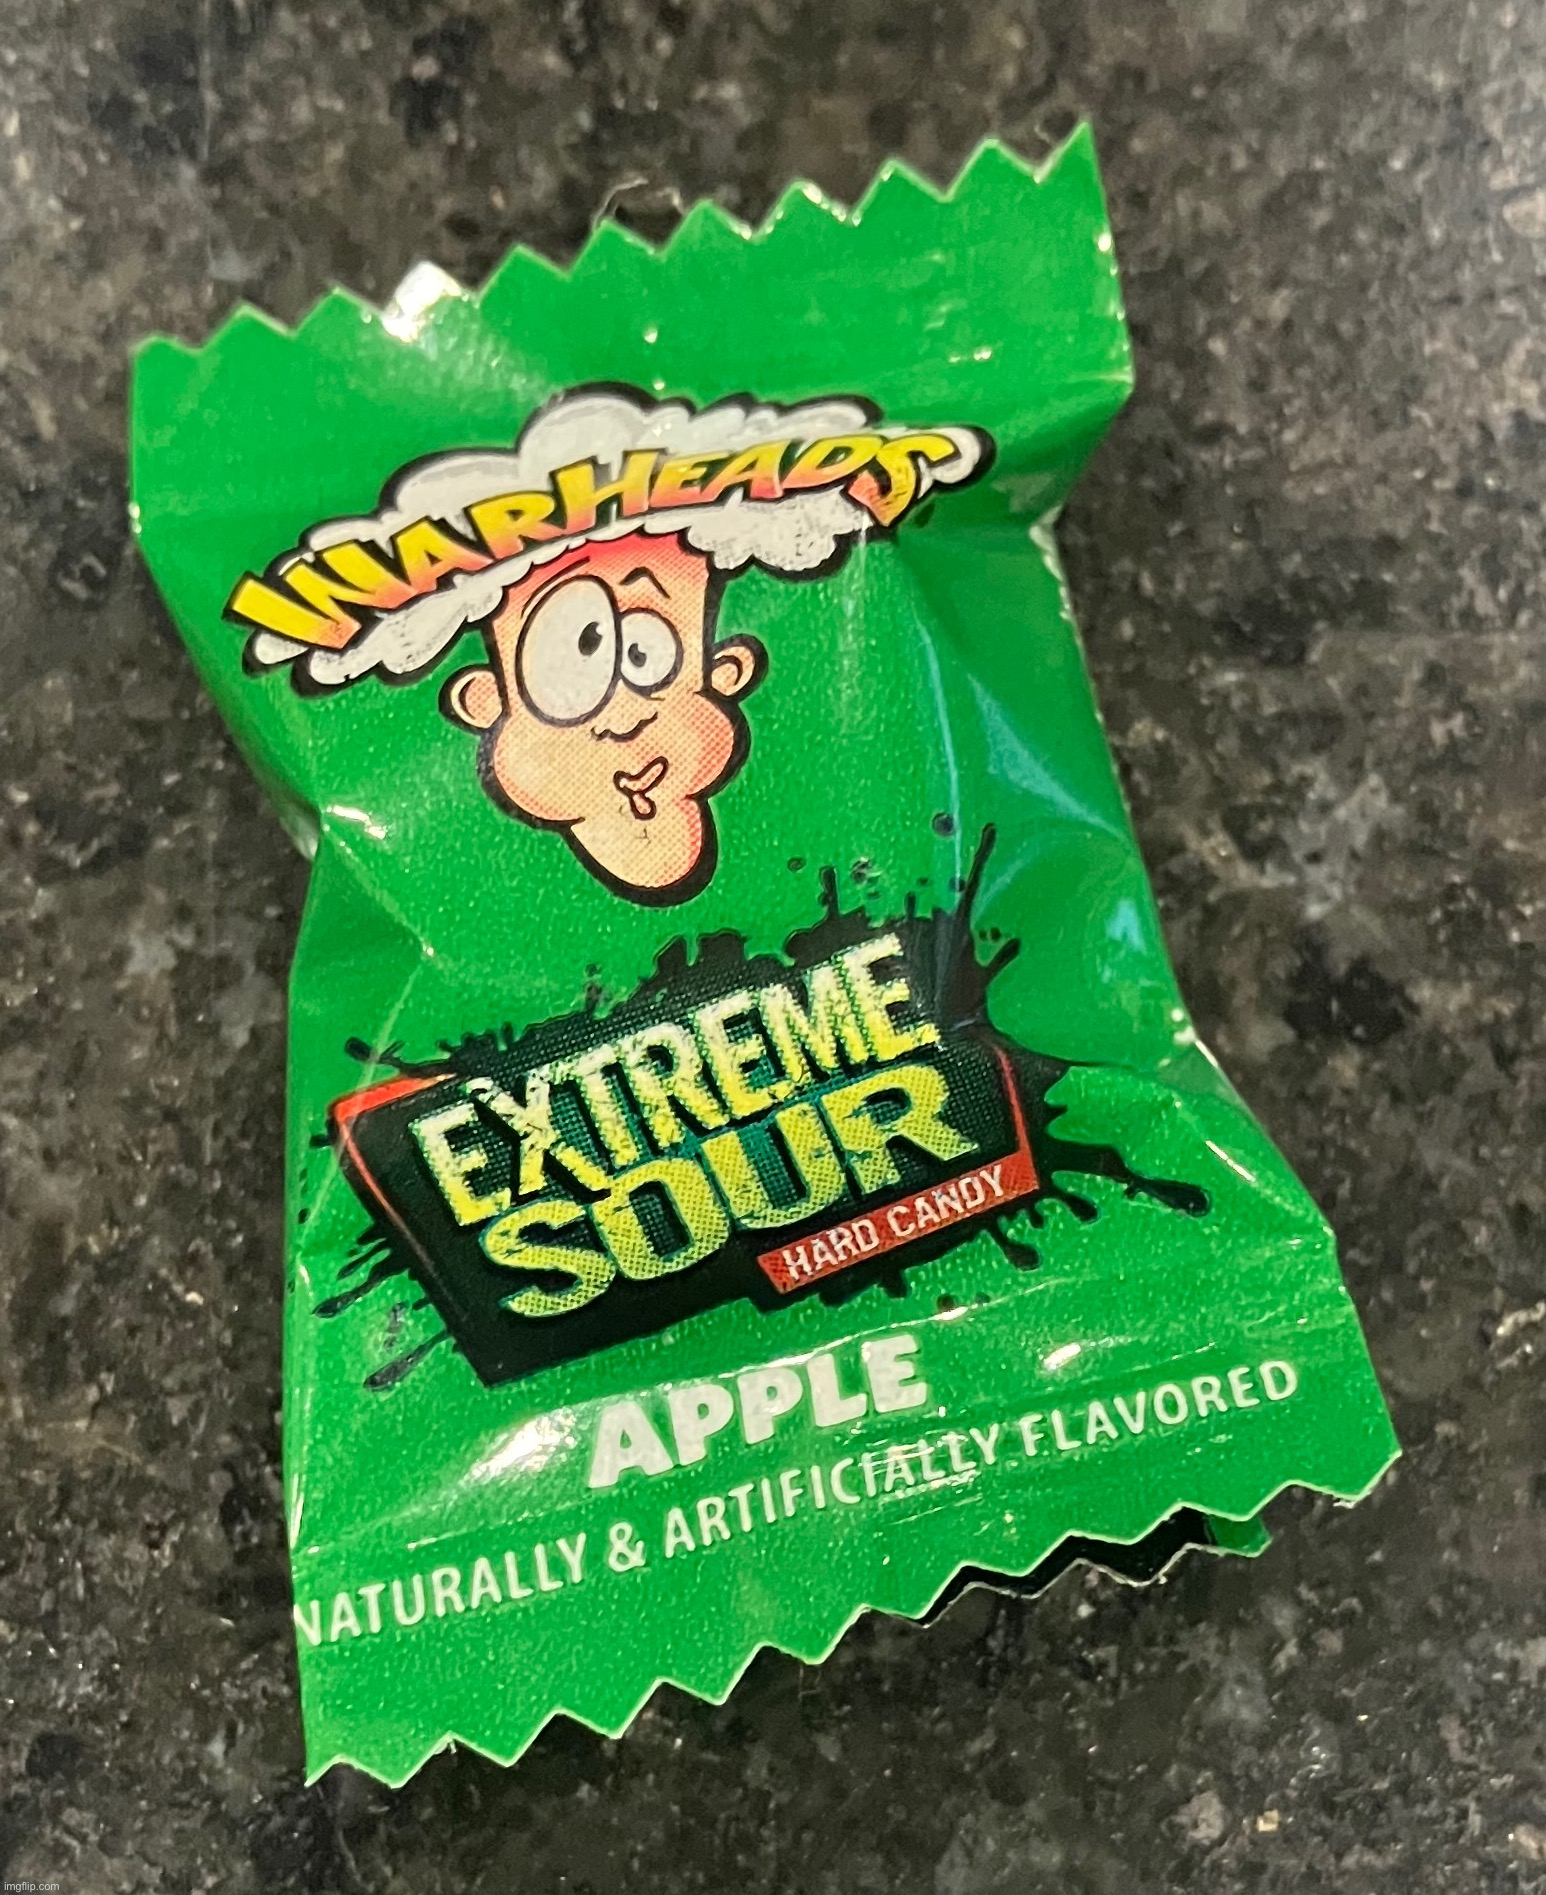 WARHEADS
EXTREME
SOUR
HARD CANDY
APPLE
NATURALLY & ARTIFICIALLY FLAVORED
imgflip.com